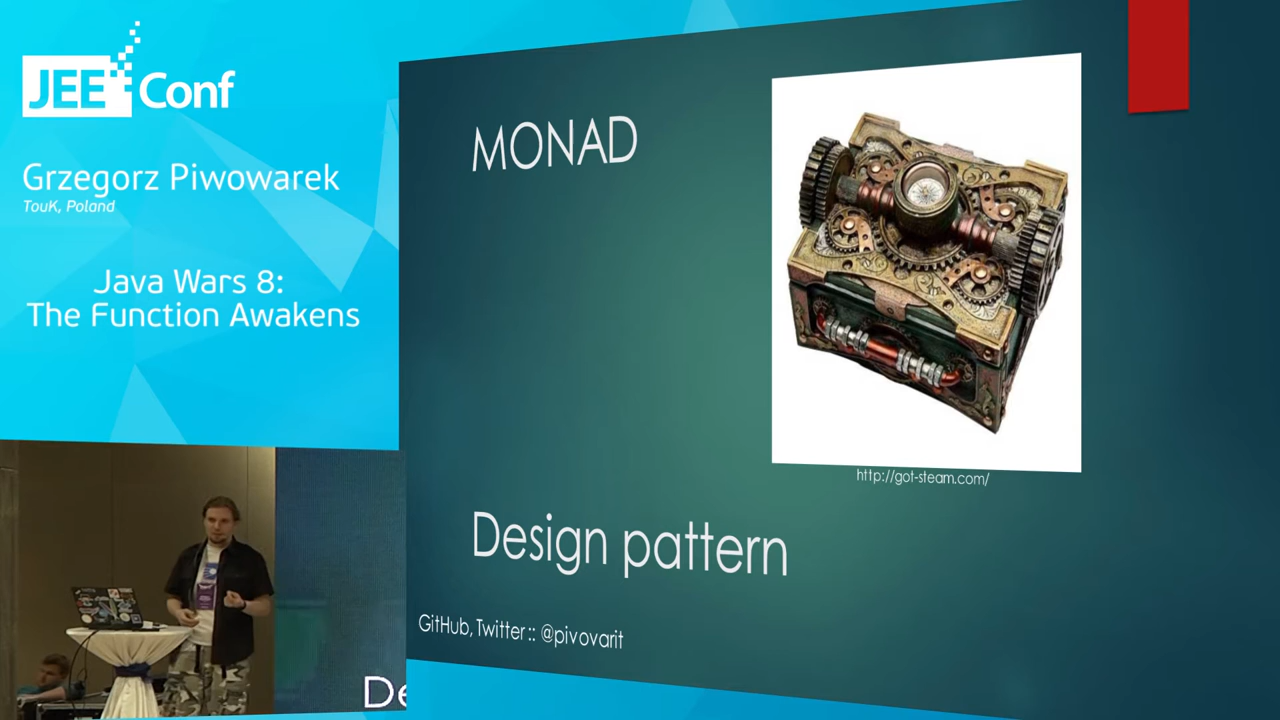 JEE Conf
Grzegorz Piwowarek
TouK, Poland
Java Wars 8:
The Function Awakens
MONAD
http://got-steam.com/
Design pattern
GitHub, Twitter :: @pivovarit
De